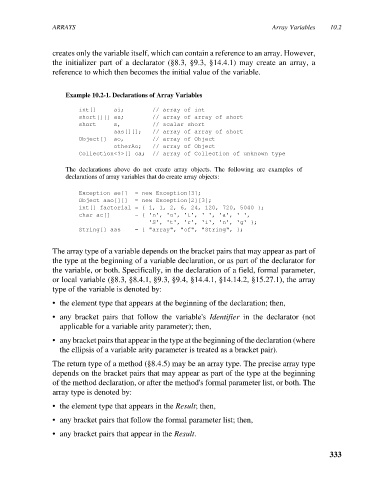 ARRAYS Array Variables 10.2
creates only the variable itself, which can contain a reference to an array. However,
the initializer part of a declarator (§8.3, §9.3, §14.4.1) may create an array, a
reference to which then becomes the initial value of the variable.
Example 10.2-1. Declarations of Array Variables
int[] ai; // array of int
short[][] as; // array of array of short
short s, // scalar short
aas[][]; // array of array of short
Object[] ao, // array of Object
otherAo; // array of Object
Collection<?>[] ca; // array of Collection of unknown type
The declarations above do not create array objects. The following are examples of
declarations of array variables that do create array objects:
Exception ae[] = new Exception[3];
Object aao[][] = new Exception[2][3];
int[] factorial = { 1, 1, 2, 6, 24, 120, 720, 5040 };
char ac[] = { 'n', 'o', 't', ' ', 'a', ' ',
'S', 't', 'r', 'i', 'n', 'g' };
String[] aas = { "array", "of", "String", };
The array type of a variable depends on the bracket pairs that may appear as part of
the type at the beginning of a variable declaration, or as part of the declarator for
the variable, or both. Specifically, in the declaration of a field, formal parameter,
or local variable (§8.3, §8.4.1, §9.3, §9.4, §14.4.1, §14.14.2, §15.27.1), the array
type of the variable is denoted by:
• the element type that appears at the beginning of the declaration; then,
• any bracket pairs that follow the variable's Identifier in the declarator (not
applicable for a variable arity parameter); then,
• any bracket pairs that appear in the type at the beginning of the declaration (where
the ellipsis of a variable arity parameter is treated as a bracket pair).
The return type of a method (§8.4.5) may be an array type. The precise array type
depends on the bracket pairs that may appear as part of the type at the beginning
of the method declaration, or after the method's formal parameter list, or both. The
array type is denoted by:
• the element type that appears in the Result; then,
• any bracket pairs that follow the formal parameter list; then,
• any bracket pairs that appear in the Result.
333